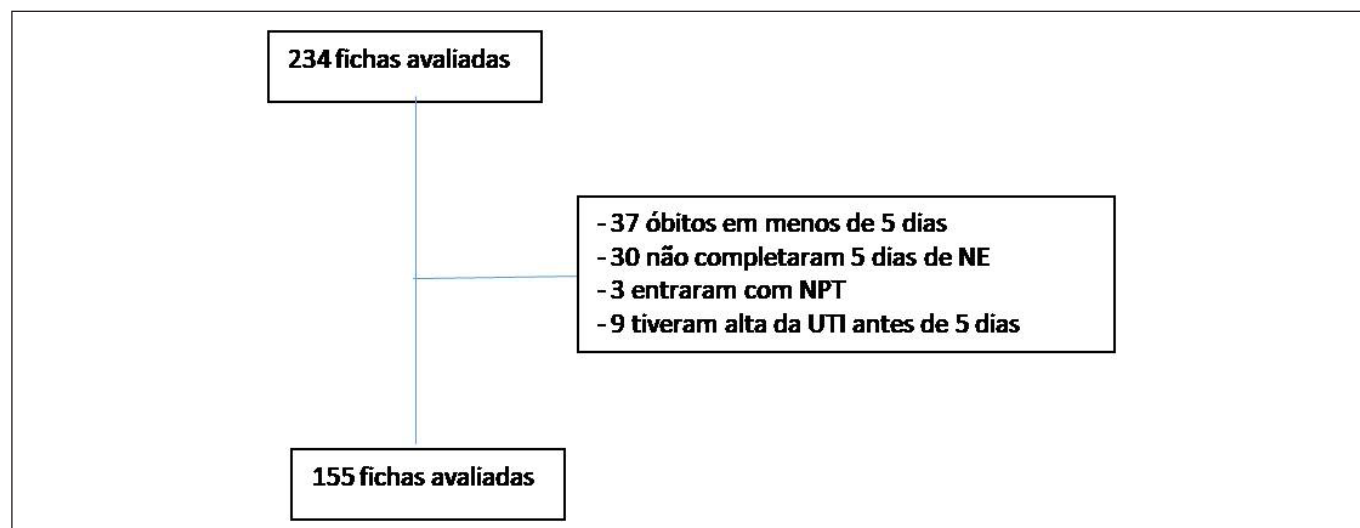 234 fichas avaliadas
- 37 óbitos em menos de 5 dias
- 30 não completaram 5 dias de NE
- 3 entraram com NPT
- 9 tiveram alta da UTI antes de 5 dias
155 fichas avaliadas